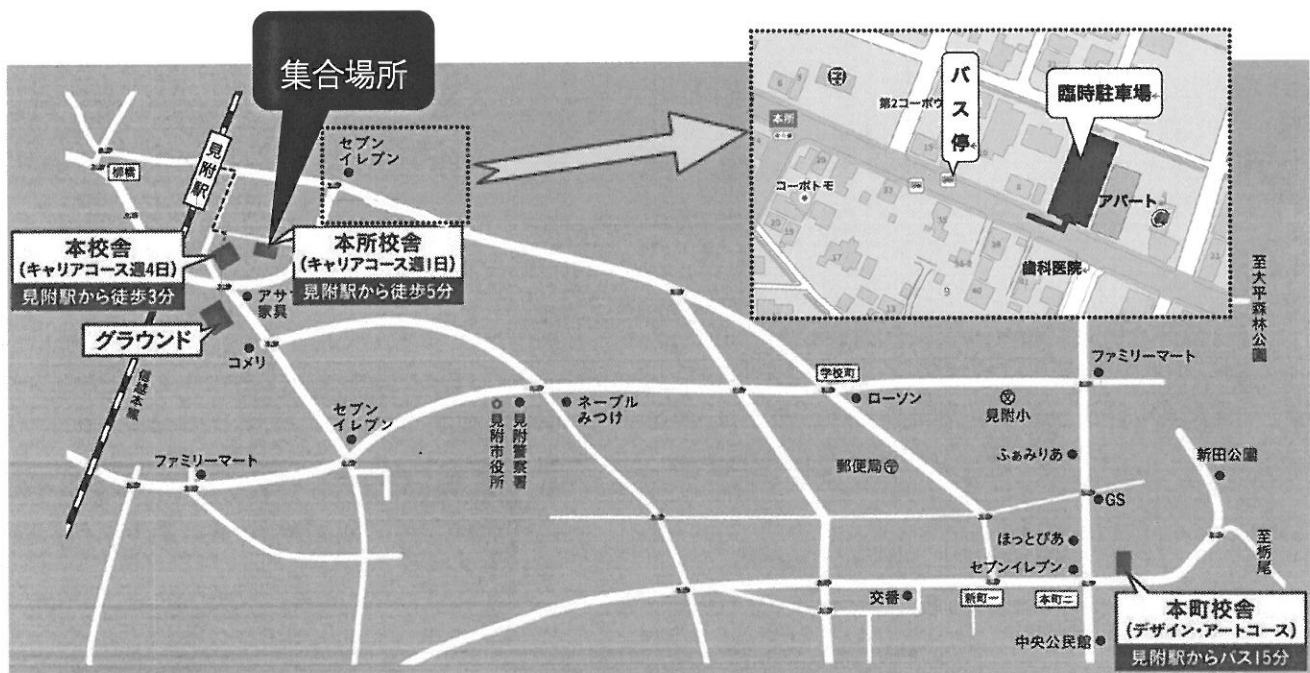 集合場所
見附駅
柳橋
セブン
イレブン
本校舎
(キャリアコース週4日)
見附駅から徒歩3分
本所校舎
(キャリアコース週1日)
見附駅から徒歩5分
グラウンド
アサヒ
家具
コメリ
信越本線
セブン
イレブン
ファミリーマート
見附市役所
見附警察署
ネーブル
みつけ
学校町
ローソン
郵便局
見附小
ファミリーマート
ふぁみりあ
GS
ほっとぴあ
セブンイレブン
交番
新町一
本町二
中央公民館
新田公園
至栃尾
至大平森林公園
本町校舎
(デザイン・アートコース)
見附駅からバス15分
バス停
臨時駐車場
第2コーポウ
本所
コーポトモ
アパート
歯科医院